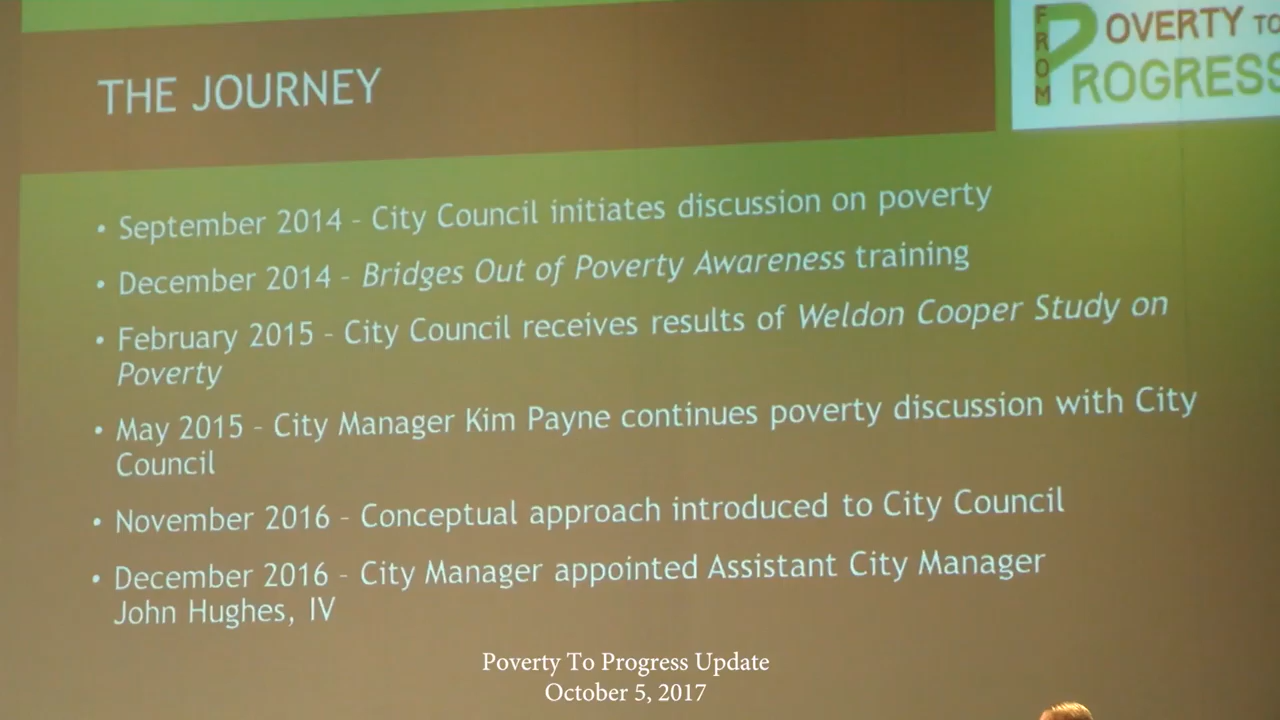 THE JOURNEY
FROM
POVERTY TO
PROGRESS
• September 2014 - City Council initiates discussion on poverty
• December 2014 - Bridges Out of Poverty Awareness training
• February 2015 - City Council receives results of Weldon Cooper Study on
Poverty
• May 2015 - City Manager Kim Payne continues poverty discussion with City
Council
• November 2016 - Conceptual approach introduced to City Council
• December 2016 - City Manager appointed Assistant City Manager
John Hughes, IV
Poverty To Progress Update
October 5, 2017